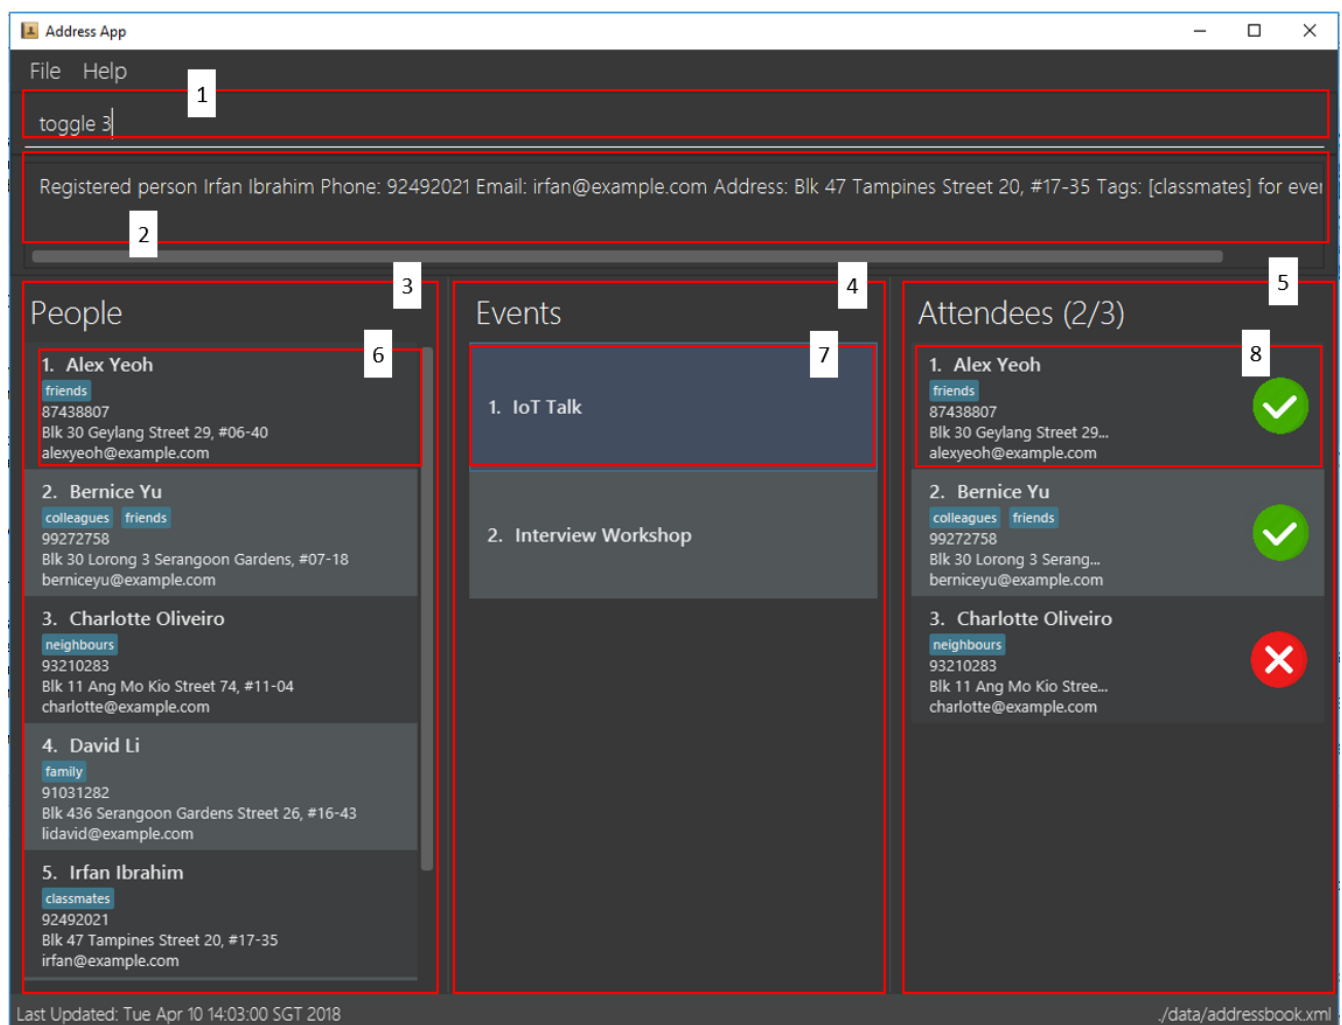 Address App
File Help
1
toggle 3
Registered person Irfan Ibrahim Phone: 92492021 Email: irfan@example.com Address: Blk 47 Tampines Street 20, #17-35 Tags: [classmates] for ever
2
3
People
6
1. Alex Yeoh
friends
87438807
Blk 30 Geylang Street 29, #06-40
alexyeoh@example.com
2. Bernice Yu
colleagues friends
99272758
Blk 30 Lorong 3 Serangoon Gardens, #07-18
berniceyu@example.com
3. Charlotte Oliveiro
neighbours
93210283
Blk 11 Ang Mo Kio Street 74, #11-04
charlotte@example.com
4. David Li
family
91031282
Blk 436 Serangoon Gardens Street 26, #16-43
lidavid@example.com
5. Irfan Ibrahim
classmates
92492021
Blk 47 Tampines Street 20, #17-35
irfan@example.com
4
Events
7
1. IoT Talk
2. Interview Workshop
5
Attendees (2/3)
8
1. Alex Yeoh
friends
87438807
Blk 30 Geylang Street 29...
alexyeoh@example.com
2. Bernice Yu
colleagues friends
99272758
Blk 30 Lorong 3 Serang...
berniceyu@example.com
3. Charlotte Oliveiro
neighbours
93210283
Blk 11 Ang Mo Kio Stree...
charlotte@example.com
Last Updated: Tue Apr 10 14:03:00 SGT 2018
./data/addressbook.xml